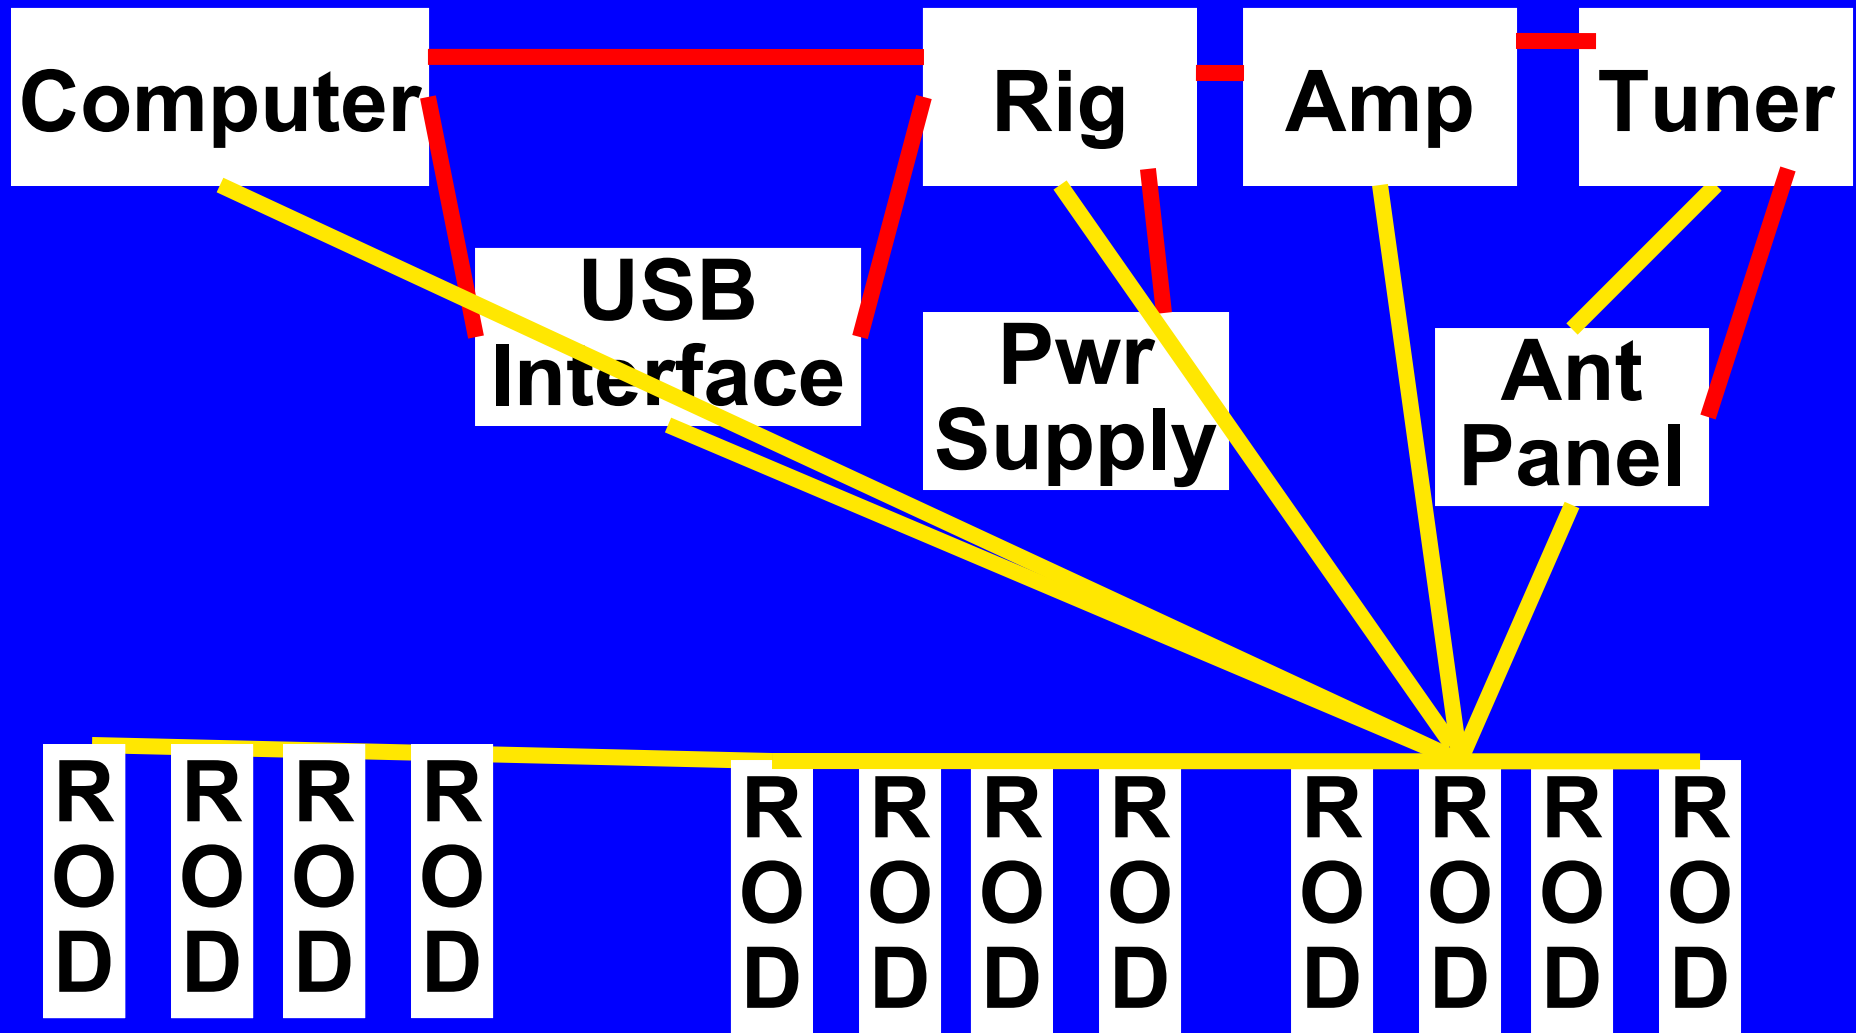 Computer
Rig
Amp
Tuner
USB
Interface
Pwr
Supply
Ant
Panel
R
O
D
R
O
D
R
O
D
R
O
D
R
O
D
R
O
D
R
O
D
R
O
D
R
O
D
R
O
D
R
O
D
R
O
D